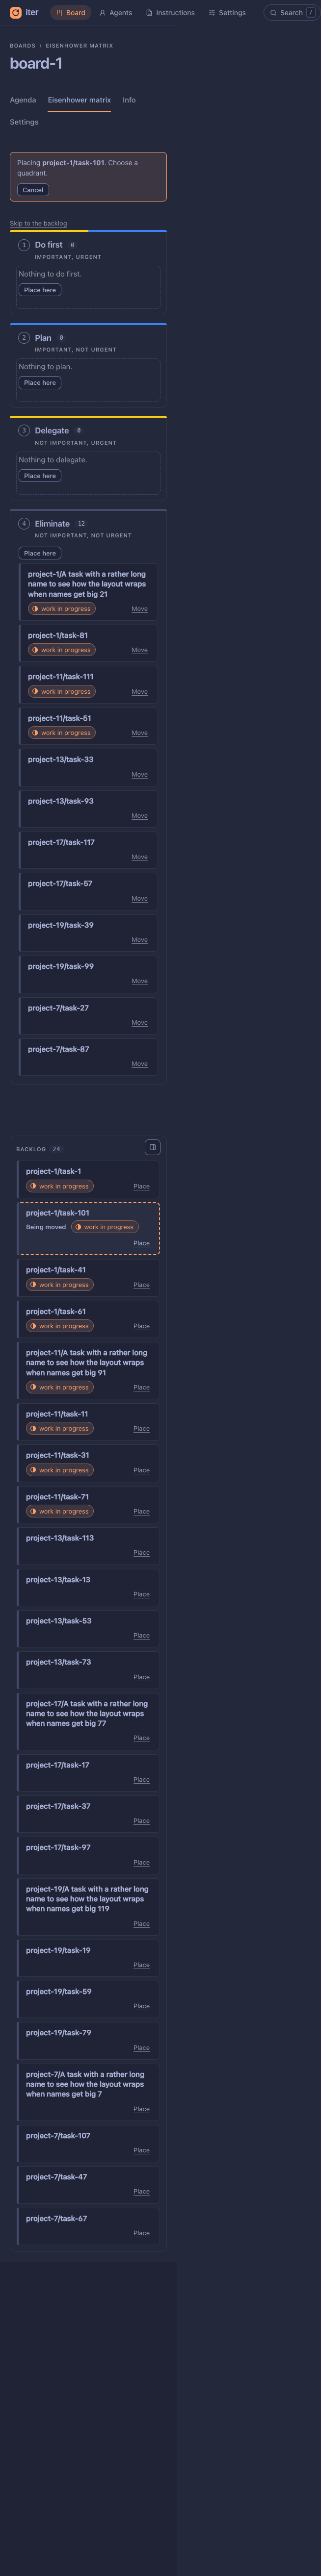 iter
Board
Agents
Instructions
Settings
Search /
BOARDS / EISENHOWER MATRIX
board-1
Agenda
Eisenhower matrix
Info
Settings
Placing project-1/task-101. Choose a
quadrant.
Cancel
Skip to the backlog
1 Do first 0
IMPORTANT, URGENT
Nothing to do first.
Place here
2 Plan 0
IMPORTANT, NOT URGENT
Nothing to plan.
Place here
3 Delegate 0
NOT IMPORTANT, URGENT
Nothing to delegate.
Place here
4 Eliminate 12
NOT IMPORTANT, NOT URGENT
Place here
project-1/A task with a rather long
name to see how the layout wraps
when names get big 21
work in progress Move
project-1/task-81
work in progress Move
project-11/task-111
work in progress Move
project-11/task-51
work in progress Move
project-13/task-33
Move
project-13/task-93
Move
project-17/task-117
Move
project-17/task-57
Move
project-19/task-39
Move
project-19/task-99
Move
project-7/task-27
Move
project-7/task-87
Move
BACKLOG 24
project-1/task-1
work in progress Place
project-1/task-101
Being moved work in progress
Place
project-1/task-41
work in progress Place
project-1/task-61
work in progress Place
project-11/A task with a rather long
name to see how the layout wraps
when names get big 91
work in progress Place
project-11/task-11
work in progress Place
project-11/task-31
work in progress Place
project-11/task-71
work in progress Place
project-13/task-113
Place
project-13/task-13
Place
project-13/task-53
Place
project-13/task-73
Place
project-17/A task with a rather long
name to see how the layout wraps
when names get big 77
Place
project-17/task-17
Place
project-17/task-37
Place
project-17/task-97
Place
project-19/A task with a rather long
name to see how the layout wraps
when names get big 119
Place
project-19/task-19
Place
project-19/task-59
Place
project-19/task-79
Place
project-7/A task with a rather long
name to see how the layout wraps
when names get big 7
Place
project-7/task-107
Place
project-7/task-47
Place
project-7/task-67
Place